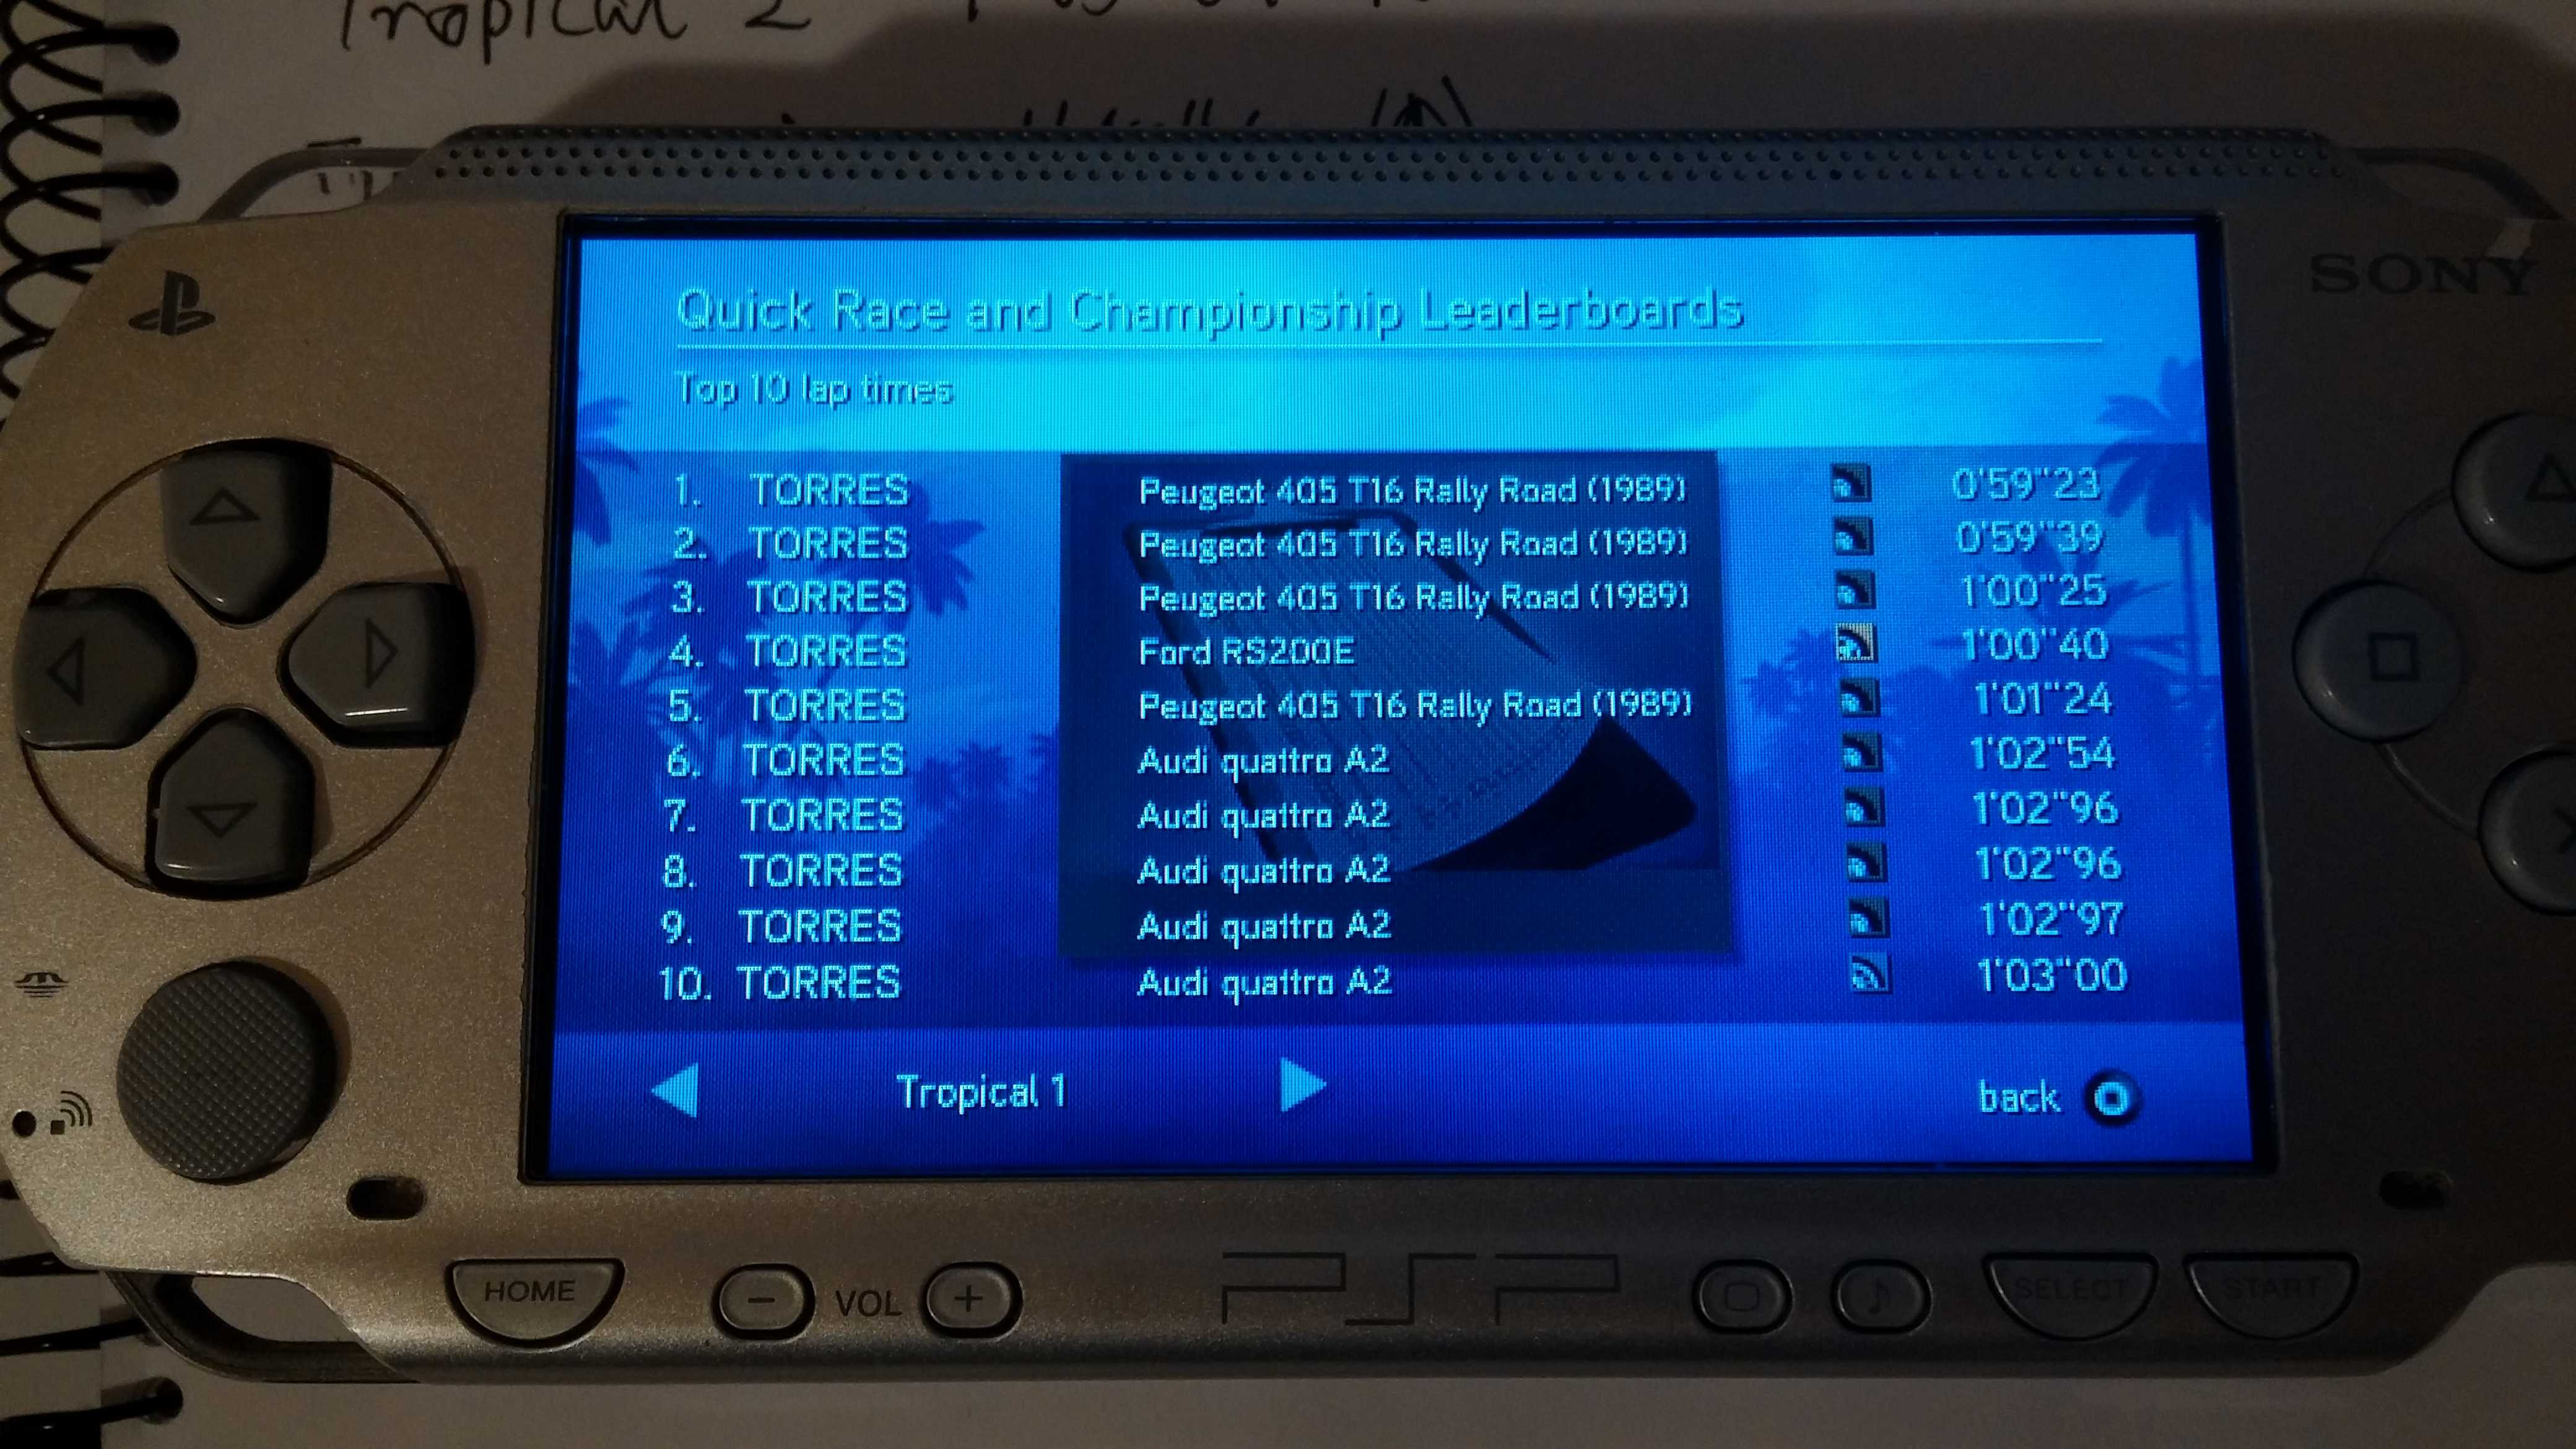 Tropical 2
SONY
Quick Race and Championship Leaderboards
Top 10 lap times
1. TORRES Peugeot 405 T16 Rally Road (1989) 0'59"23
2. TORRES Peugeot 405 T16 Rally Road (1989) 0'59"39
3. TORRES Peugeot 405 T16 Rally Road (1989) 1'00"25
4. TORRES Ford RS200E 1'00"40
5. TORRES Peugeot 405 T16 Rally Road (1989) 1'01"24
6. TORRES Audi quattro A2 1'02"54
7. TORRES Audi quattro A2 1'02"96
8. TORRES Audi quattro A2 1'02"96
9. TORRES Audi quattro A2 1'02"97
10. TORRES Audi quattro A2 1'03"00
Tropical 1 back
HOME - VOL + PSP SELECT START